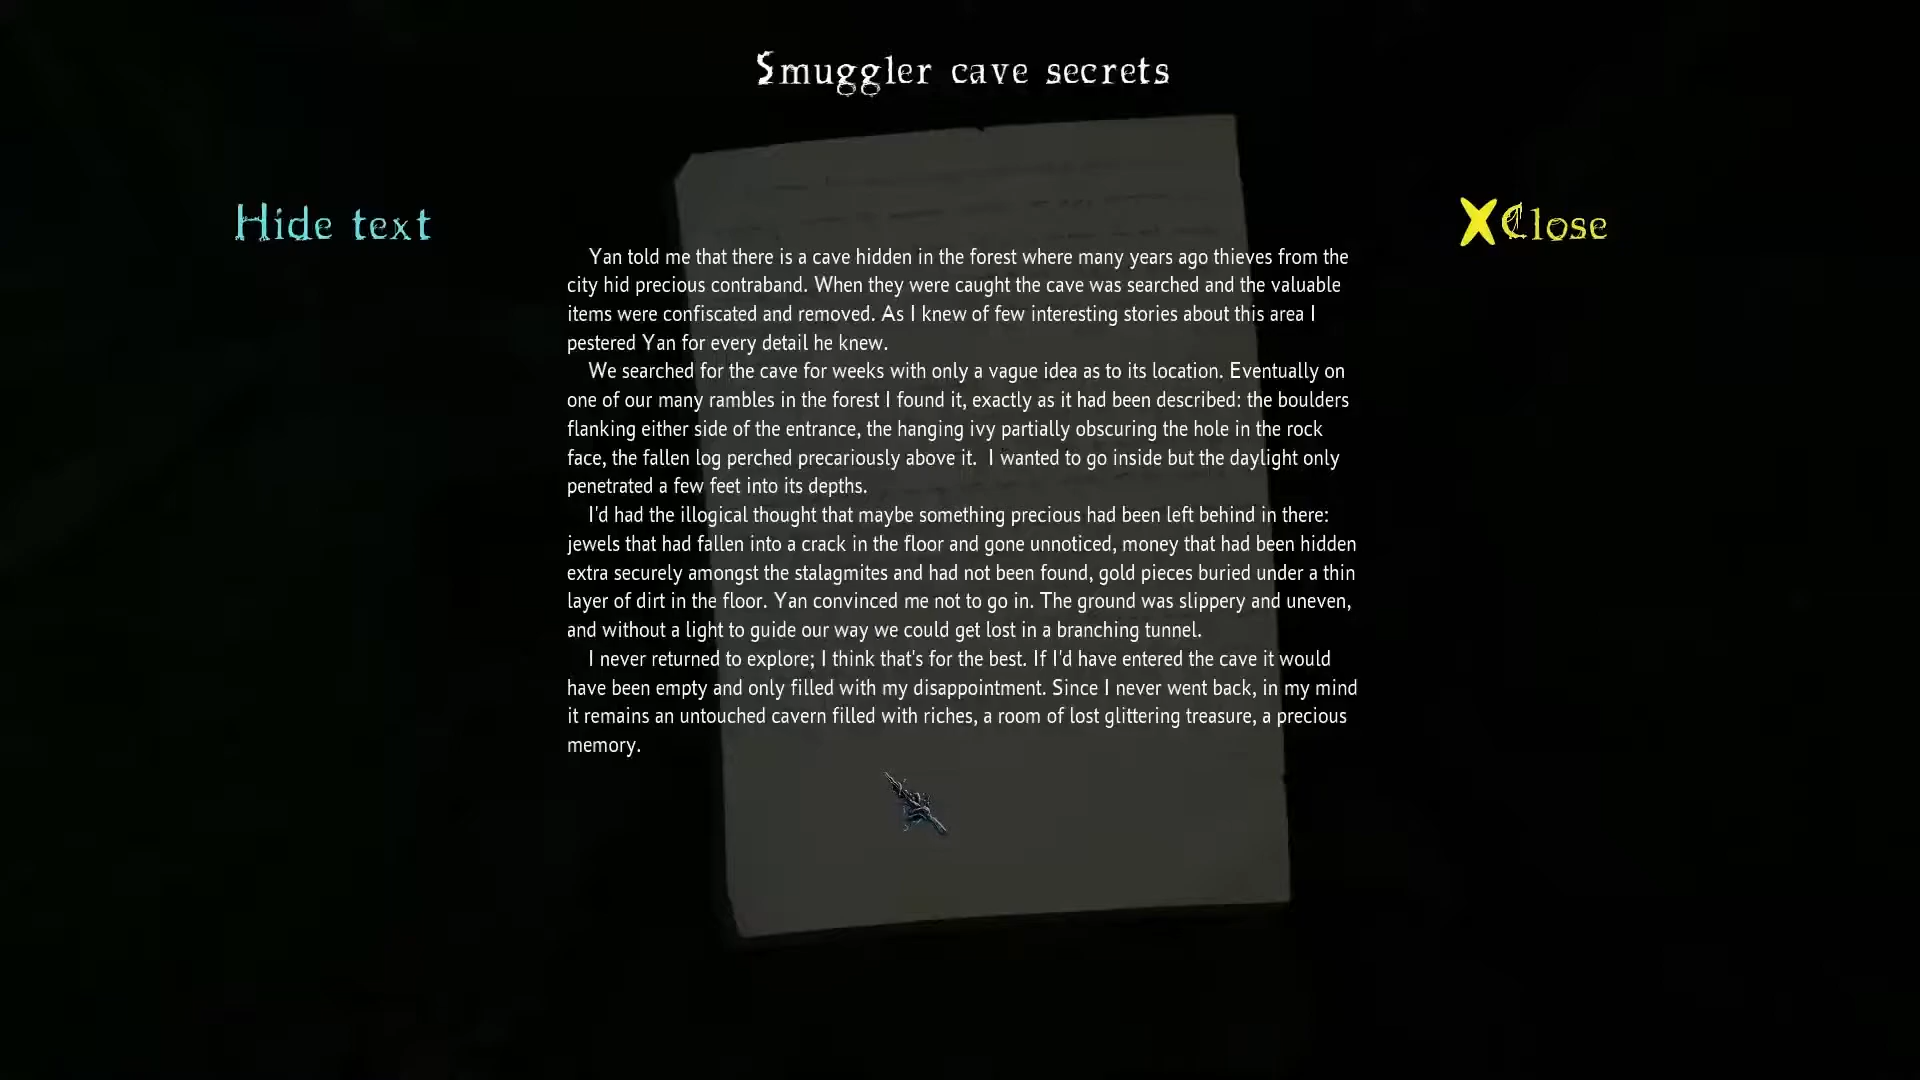 Smuggler cave secrets
Hide text
XClose
Yan told me that there is a cave hidden in the forest where many years ago thieves from the
city hid precious contraband. When they were caught the cave was searched and the valuable
items were confiscated and removed. As I knew of few interesting stories about this area I
pestered Yan for every detail he knew.
We searched for the cave for weeks with only a vague idea as to its location. Eventually on
one of our many rambles in the forest I found it, exactly as it had been described: the boulders
flanking either side of the entrance, the hanging ivy partially obscuring the hole in the rock
face, the fallen log perched precariously above it.  I wanted to go inside but the daylight only
penetrated a few feet into its depths.
I'd had the illogical thought that maybe something precious had been left behind in there:
jewels that had fallen into a crack in the floor and gone unnoticed, money that had been hidden
extra securely amongst the stalagmites and had not been found, gold pieces buried under a thin
layer of dirt in the floor. Yan convinced me not to go in. The ground was slippery and uneven,
and without a light to guide our way we could get lost in a branching tunnel.
I never returned to explore; I think that's for the best. If I'd have entered the cave it would
have been empty and only filled with my disappointment. Since I never went back, in my mind
it remains an untouched cavern filled with riches, a room of lost glittering treasure, a precious
memory.